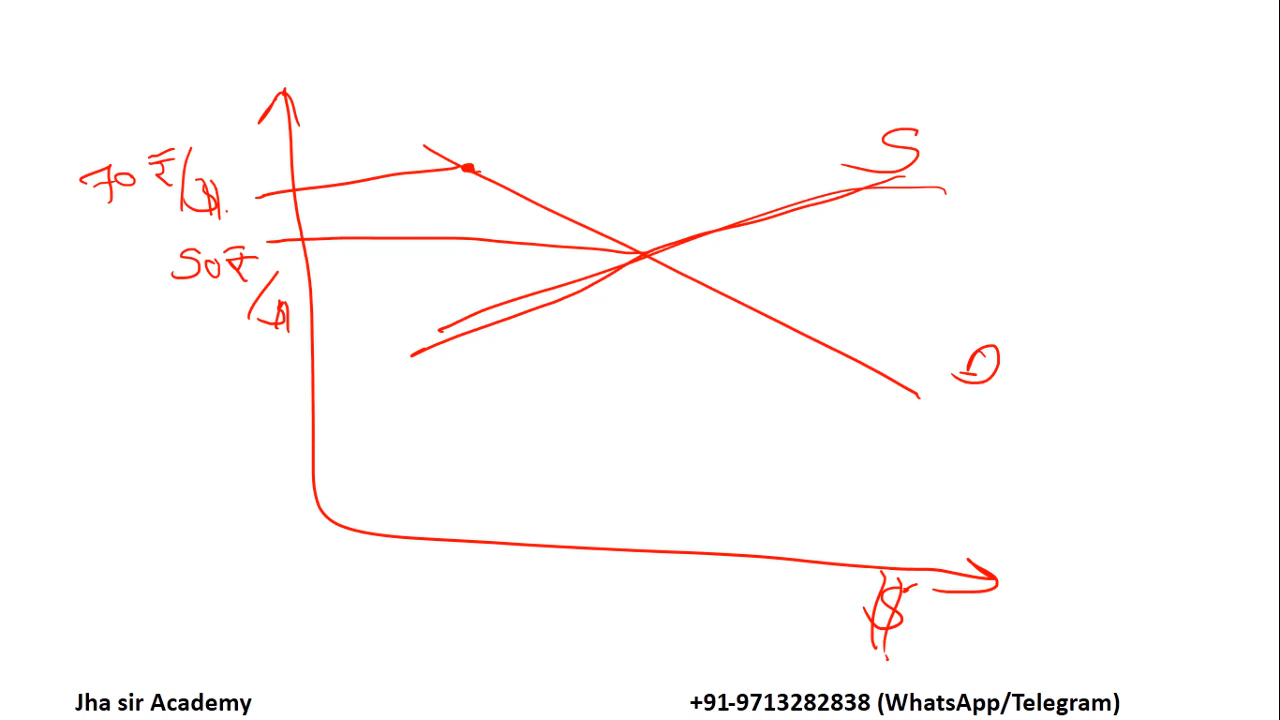 S
70 ₹/$
50 ₹/$
D
$
Jha sir Academy
+91-9713282838 (WhatsApp/Telegram)